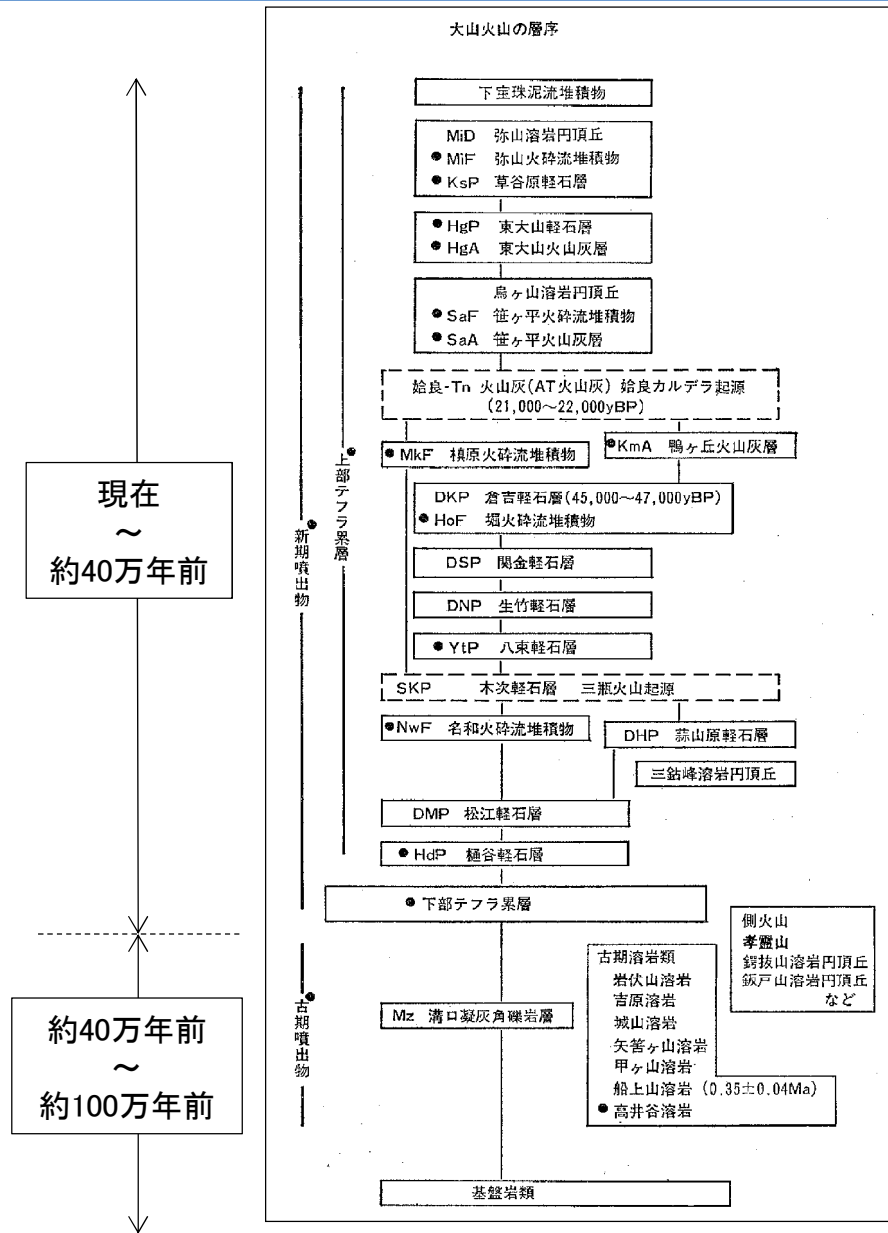 大山火山の層序
下宝珠泥流堆積物
MiD 弥山溶岩円頂丘
●MiF 弥山火砕流堆積物
●KsP 草谷原軽石層
●HgP 東大山軽石層
●HgA 東大山火山灰層
烏ヶ山溶岩円頂丘
●SaF 笹ヶ平火砕流堆積物
●SaA 笹ヶ平火山灰層
姶良-Tn 火山灰(AT火山灰) 姶良カルデラ起源
(21,000～22,000yBP)
●MkF 槙原火砕流堆積物
●KmA 鴨ヶ丘火山灰層
DKP 倉吉軽石層(45,000～47,000yBP)
●HoF 堀火砕流堆積物
DSP 関金軽石層
DNP 生竹軽石層
●YtP 八束軽石層
SKP 木次軽石層 三瓶火山起源
●NwF 名和火砕流堆積物
DHP 蒜山原軽石層
三鈷峰溶岩円頂丘
DMP 松江軽石層
●HdP 樋谷軽石層
●下部テフラ累層
上部テフラ累層●
新期噴出物●
現在
～
約40万年前
側火山
孝靈山
鍔抜山溶岩円頂丘
鈑戸山溶岩円頂丘
など
古期溶岩類
岩伏山溶岩
吉原溶岩
城山溶岩
矢筈ヶ山溶岩
甲ヶ山溶岩
船上山溶岩 (0.35±0.04Ma)
●高井谷溶岩
Mz 溝口凝灰角礫岩層
古期噴出物●
約40万年前
～
約100万年前
基盤岩類